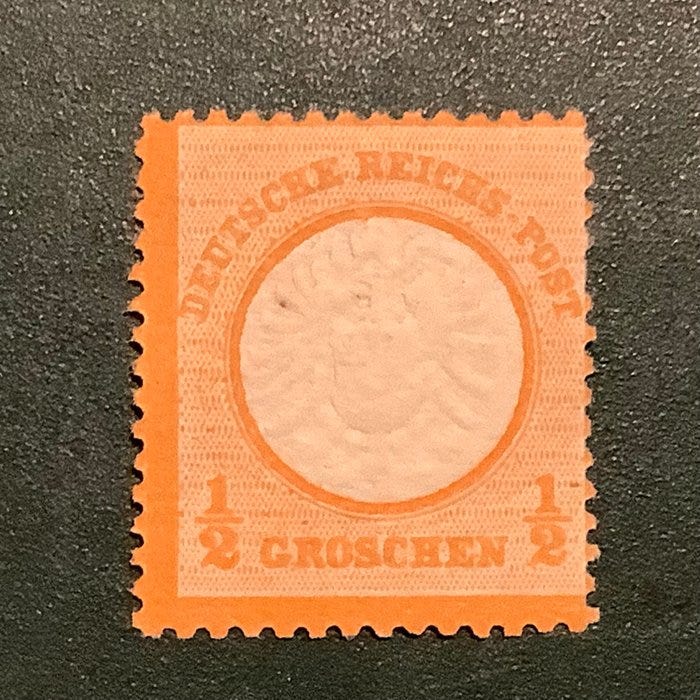 DEUTSCHE REICHS-POST
1/2 GROSCHEN 1/2